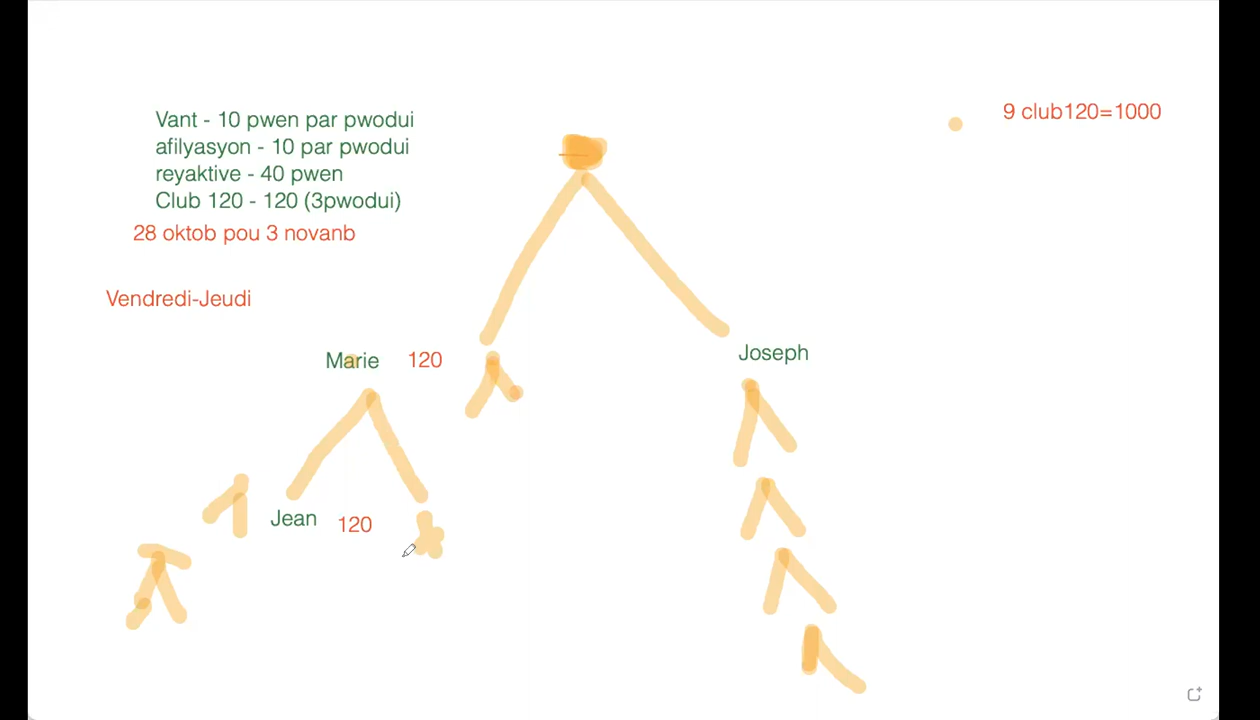 Vant - 10 pwen par pwodui
afilyasyon - 10 par pwodui
reyaktive - 40 pwen
Club 120 - 120 (3pwodui)
28 oktob pou 3 novanb
Vendredi-Jeudi
9 club120=1000
Marie 120
Joseph
Jean 120